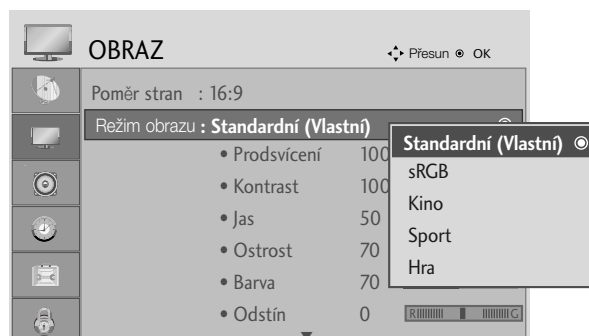 OBRAZ
Přesun OK
Poměr stran : 16:9
Režim obrazu : Standardní (Vlastní)
• Prodsvícení 100
• Kontrast 100
• Jas 50
• Ostrost 70
• Barva 70
• Odstín 0 R G
Standardní (Vlastní)
sRGB
Kino
Sport
Hra